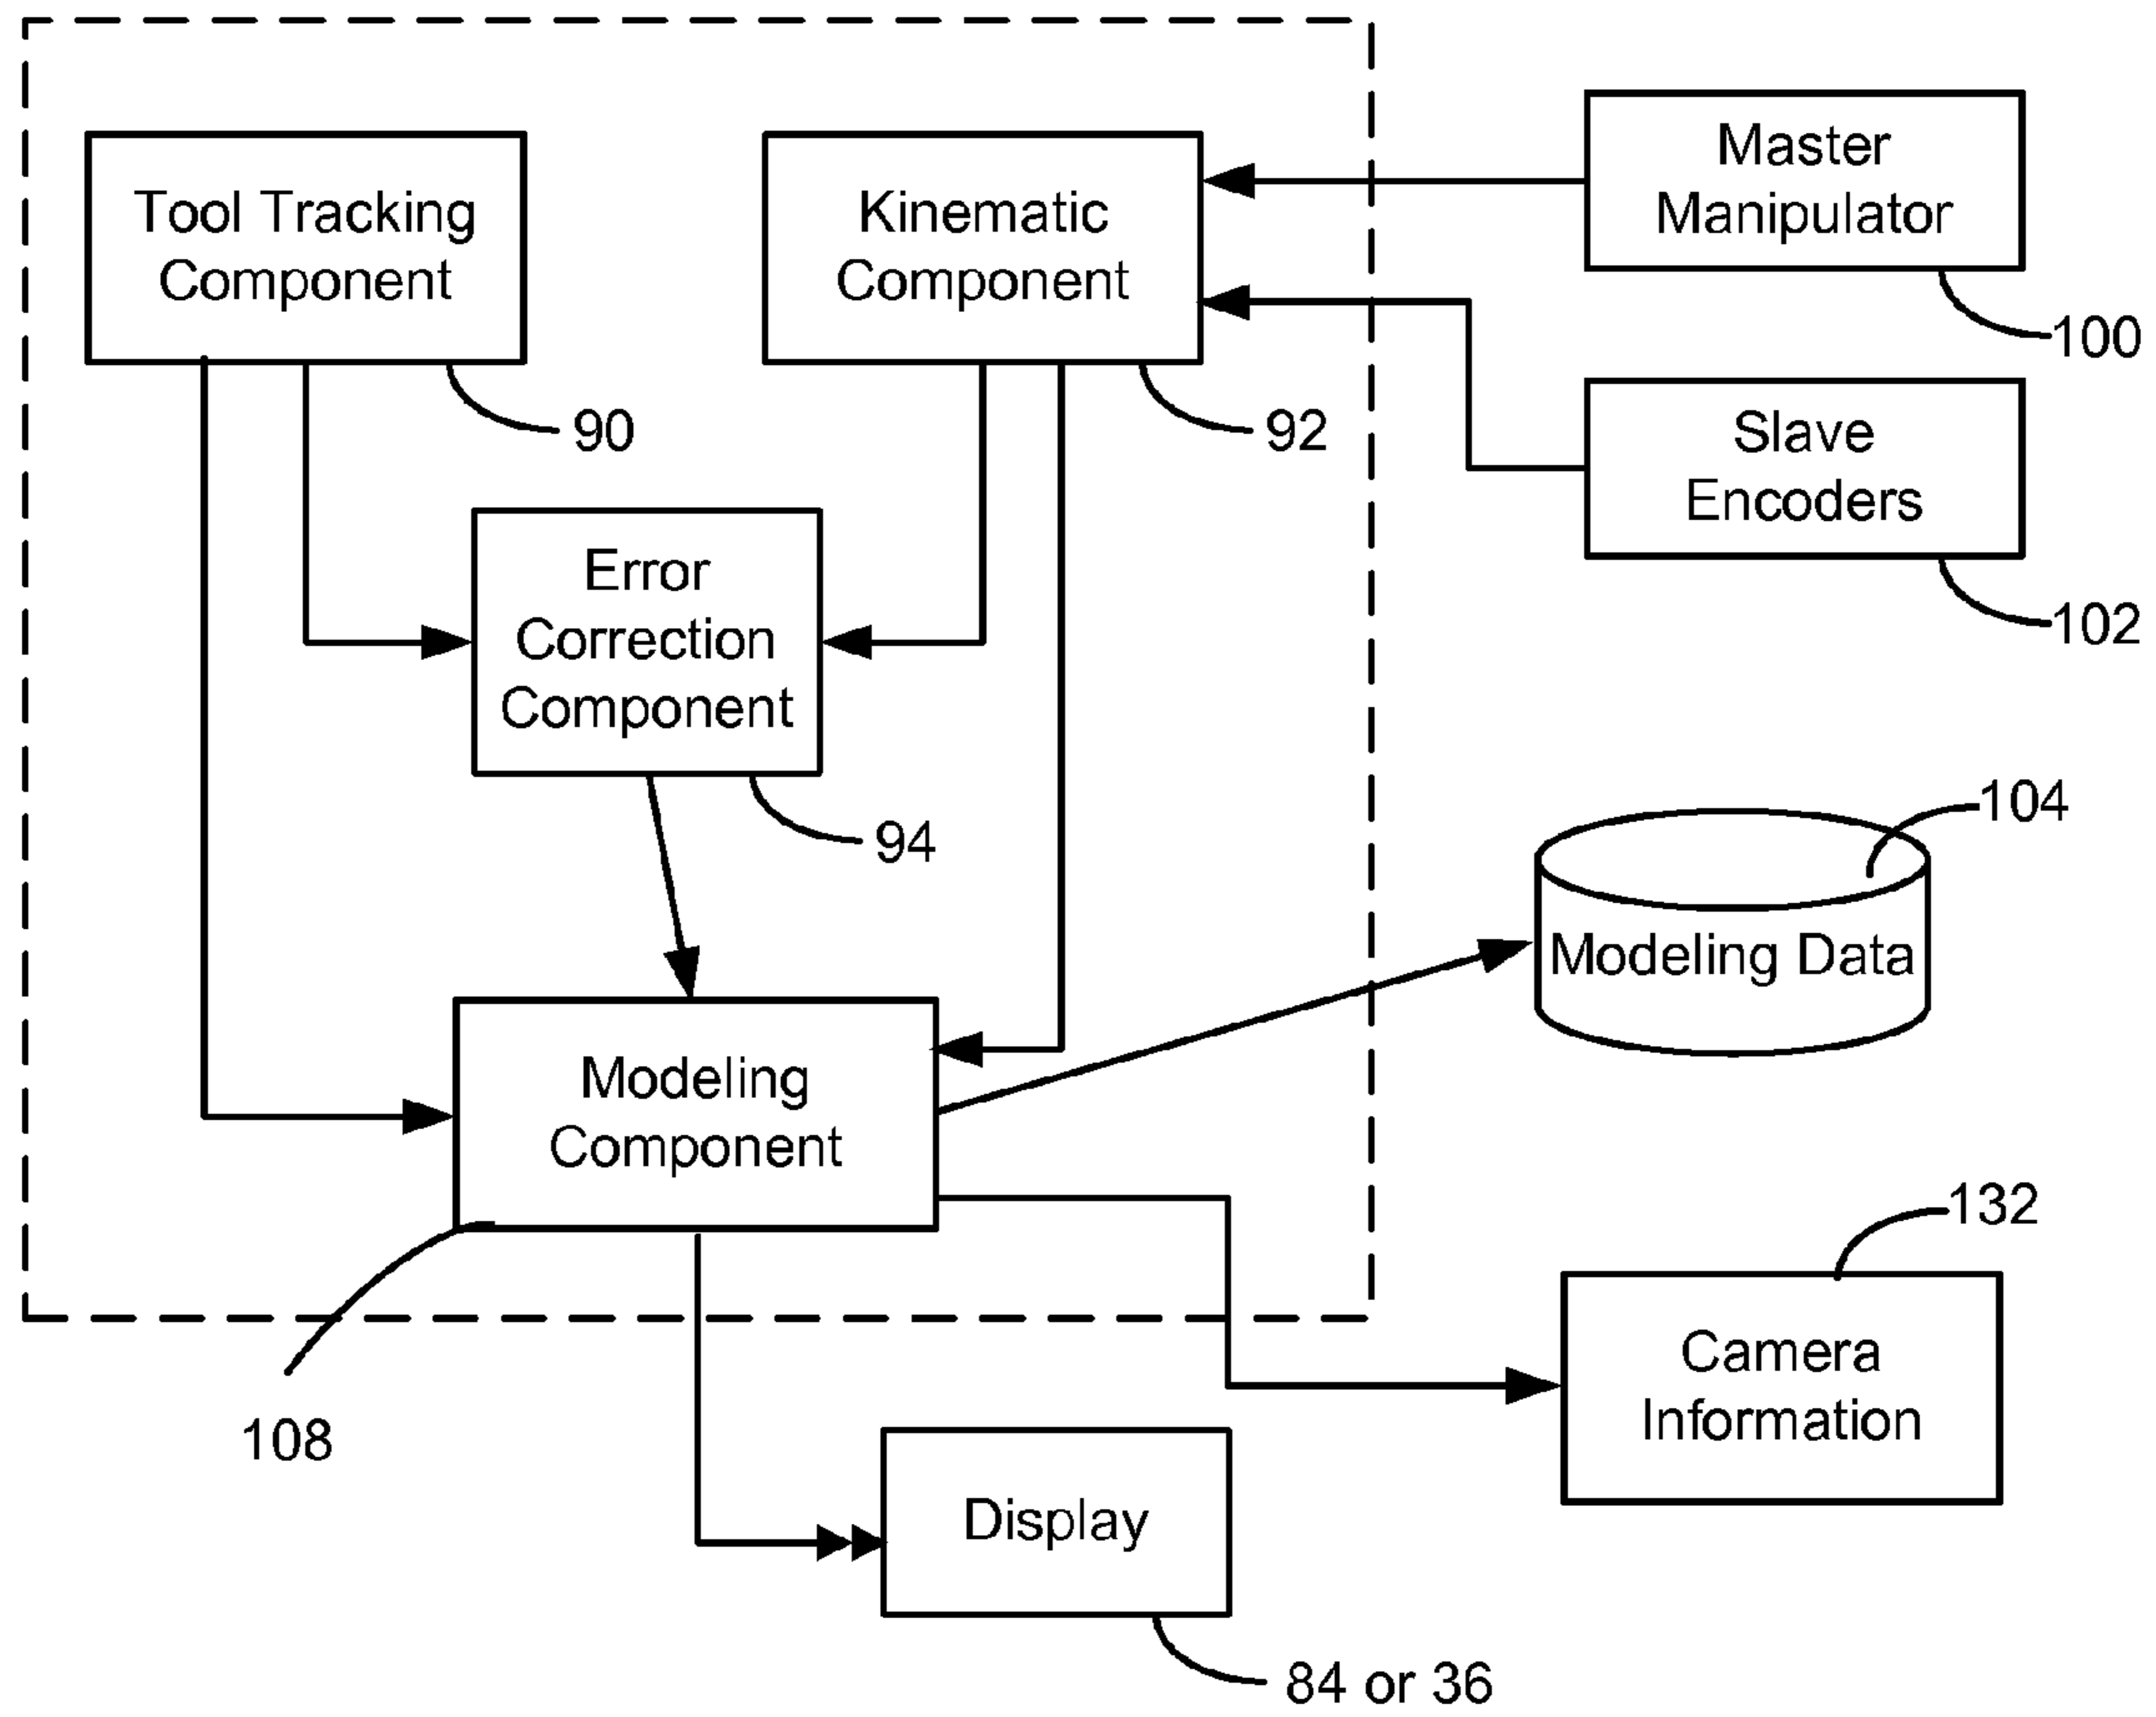 Tool Tracking
Component
90
Kinematic
Component
92
Master
Manipulator
100
Slave
Encoders
102
Error
Correction
Component
94
104
Modeling Data
Modeling
Component
108
132
Camera
Information
Display
84 or 36